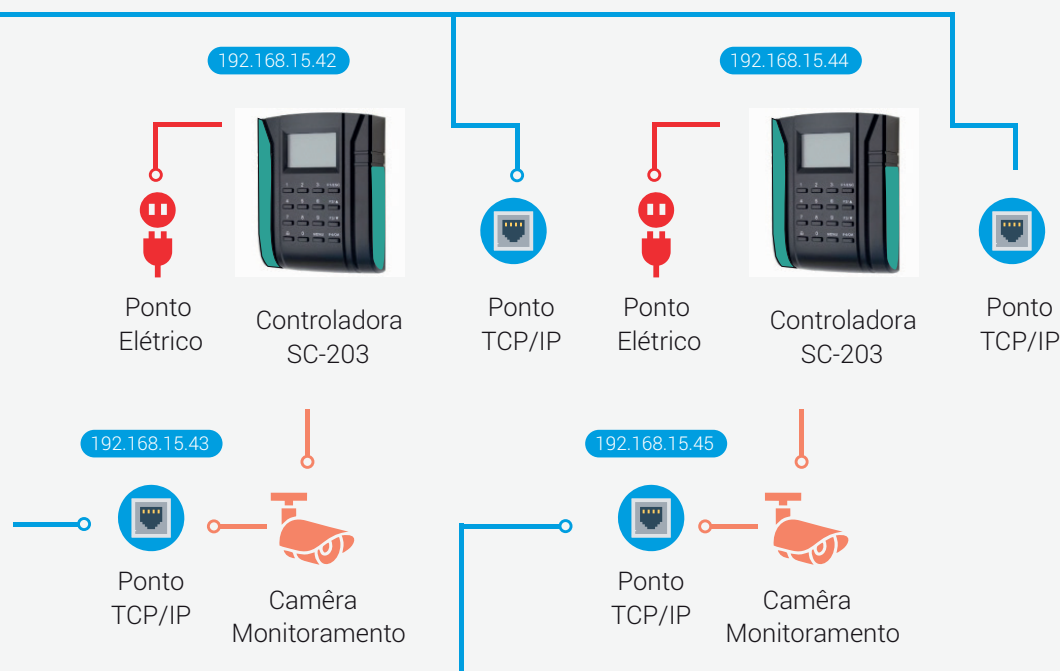 192.168.15.42
192.168.15.44
Ponto
Elétrico
Controladora
SC-203
Ponto
TCP/IP
Ponto
Elétrico
Controladora
SC-203
Ponto
TCP/IP
192.168.15.43
192.168.15.45
Ponto
TCP/IP
Camêra
Monitoramento
Ponto
TCP/IP
Camêra
Monitoramento